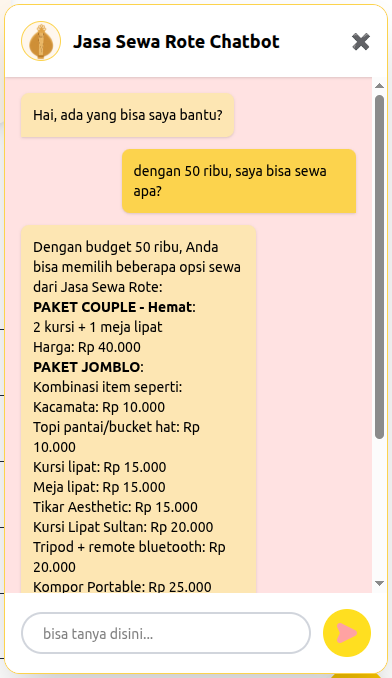 Jasa Sewa Rote Chatbot
Hai, ada yang bisa saya bantu?
dengan 50 ribu, saya bisa sewa
apa?
Dengan budget 50 ribu, Anda
bisa memilih beberapa opsi sewa
dari Jasa Sewa Rote:
PAKET COUPLE - Hemat:
2 kursi + 1 meja lipat
Harga: Rp 40.000
PAKET JOMBLO:
Kombinasi item seperti:
Kacamata: Rp 10.000
Topi pantai/bucket hat: Rp
10.000
Kursi lipat: Rp 15.000
Meja lipat: Rp 15.000
Tikar Aesthetic: Rp 15.000
Kursi Lipat Sultan: Rp 20.000
Tripod + remote bluetooth: Rp
20.000
Kompor Portable: Rp 25.000
bisa tanya disini...